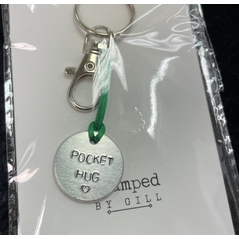 POCKET
HUG
amped
BY GILL